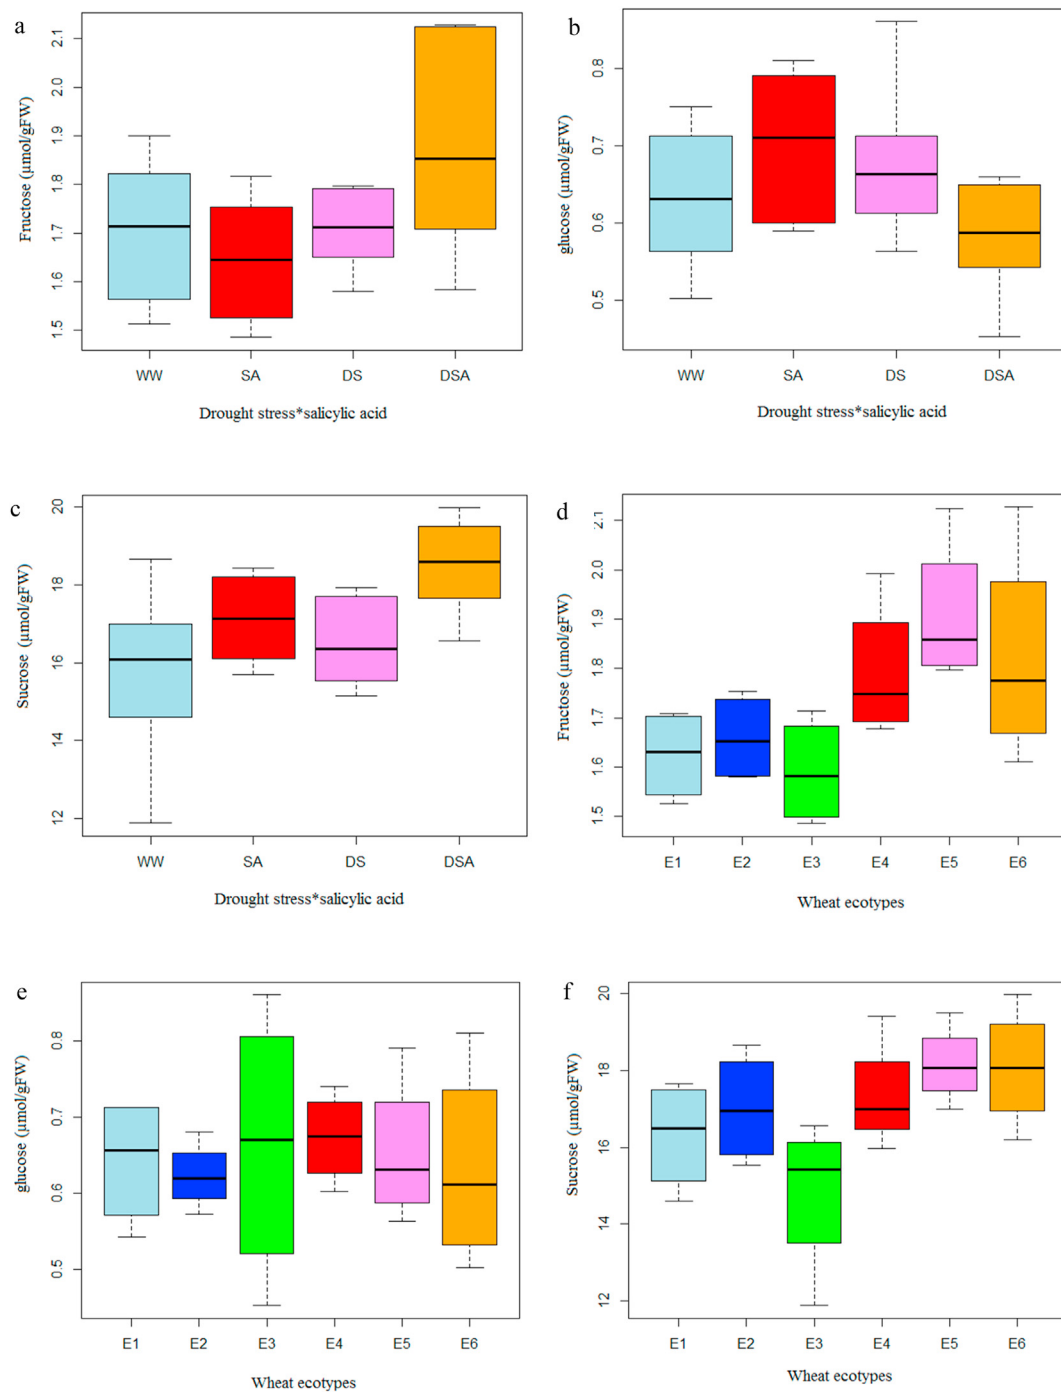 a
Fructose (µmol/gFW)
2.1
2.0
1.9
1.8
1.7
1.6
1.5
WW SA DS DSA
Drought stress*salicylic acid
b
glucose (µmol/gFW)
0.8
0.7
0.6
0.5
WW SA DS DSA
Drought stress*salicylic acid
c
Sucrose (µmol/gFW)
20
18
16
14
12
WW SA DS DSA
Drought stress*salicylic acid
d
Fructose (µmol/gFW)
2.1
2.0
1.9
1.8
1.7
1.6
1.5
E1 E2 E3 E4 E5 E6
Wheat ecotypes
e
glucose (µmol/gFW)
0.8
0.7
0.6
0.5
E1 E2 E3 E4 E5 E6
Wheat ecotypes
f
Sucrose (µmol/gFW)
20
18
16
14
12
E1 E2 E3 E4 E5 E6
Wheat ecotypes